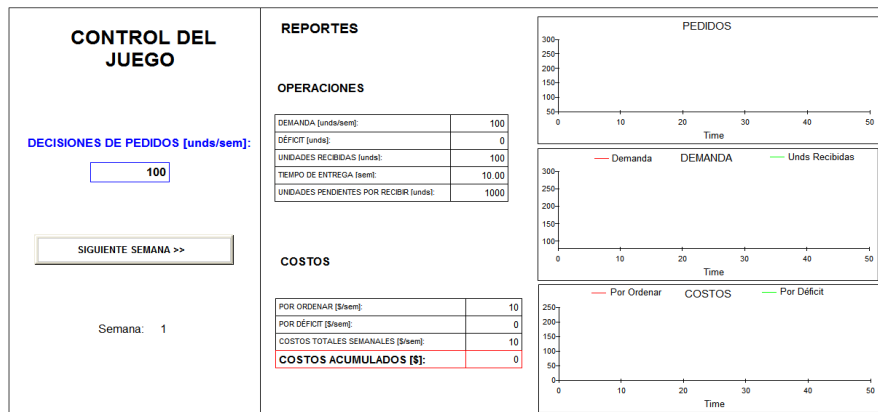 CONTROL DEL
JUEGO
DECISIONES DE PEDIDOS [unds/sem]:
100
SIGUIENTE SEMANA >>
Semana: 1
REPORTES
OPERACIONES
DEMANDA [unds/sem]: 100
DÉFICIT [unds]: 0
UNIDADES RECIBIDAS [unds]: 100
TIEMPO DE ENTREGA [sem]: 10.00
UNIDADES PENDIENTES POR RECIBIR [unds]: 1000
COSTOS
POR ORDENAR [$/sem]: 10
POR DÉFICIT [$/sem]: 0
COSTOS TOTALES SEMANALES [$/sem]: 10
COSTOS ACUMULADOS [$]: 0
PEDIDOS
300
250
200
150
100
50
0 10 20 30 40 50
Time
Demanda DEMANDA Unds Recibidas
300
250
200
150
100
0 10 20 30 40 50
Time
Por Ordenar COSTOS Por Déficit
250
200
150
100
50
0
0 10 20 30 40 50
Time